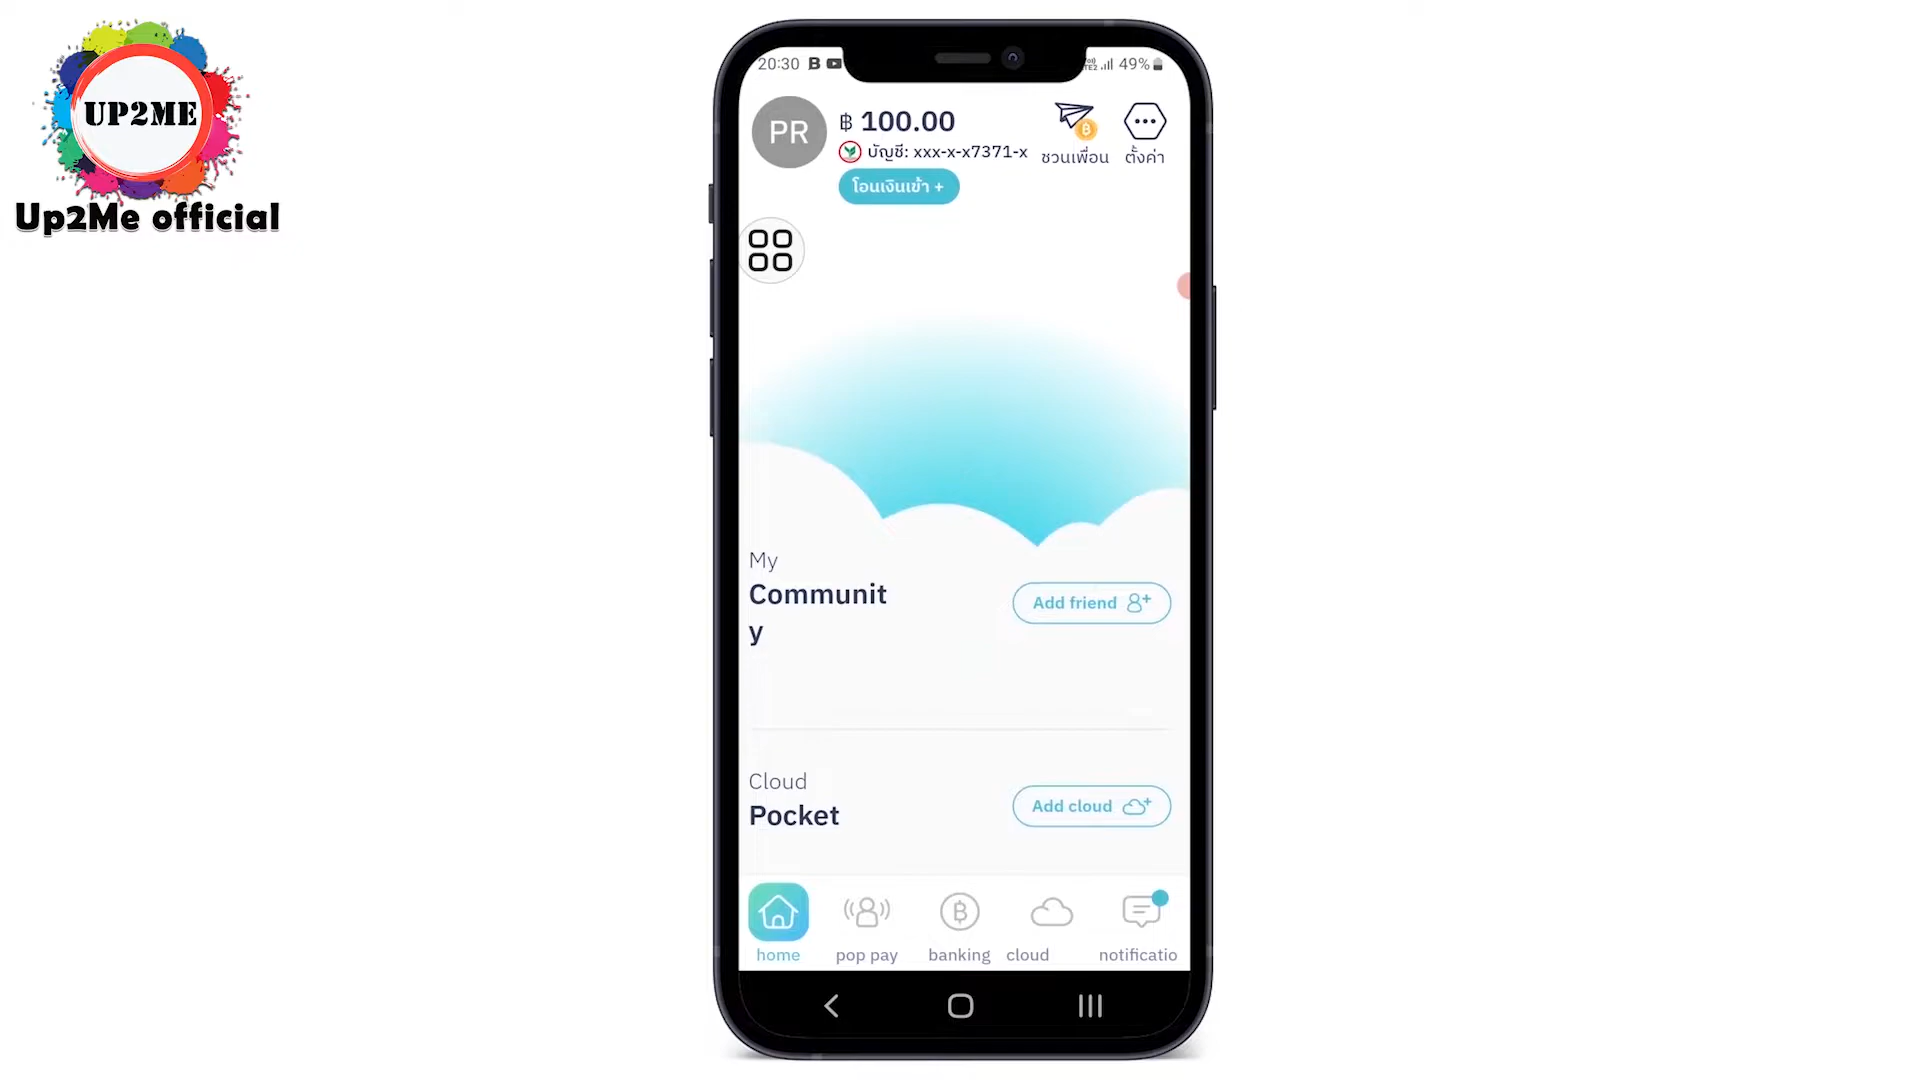 UP2ME
Up2Me official
20:30
49%
PR
฿ 100.00
บัญชี: xxx-x-x7371-x
โอนเงินเข้า +
ชวนเพื่อน
ตั้งค่า
My
Communit
y
Add friend
Cloud
Pocket
Add cloud
home
pop pay
banking
cloud
notificatio